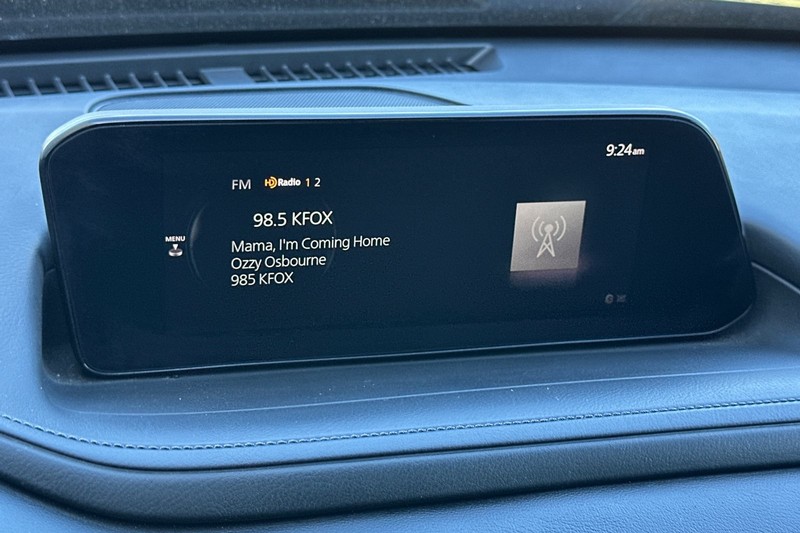 9:24am
FM HD Radio 1 2
98.5 KFOX
MENU
Mama, I'm Coming Home
Ozzy Osbourne
985 KFOX